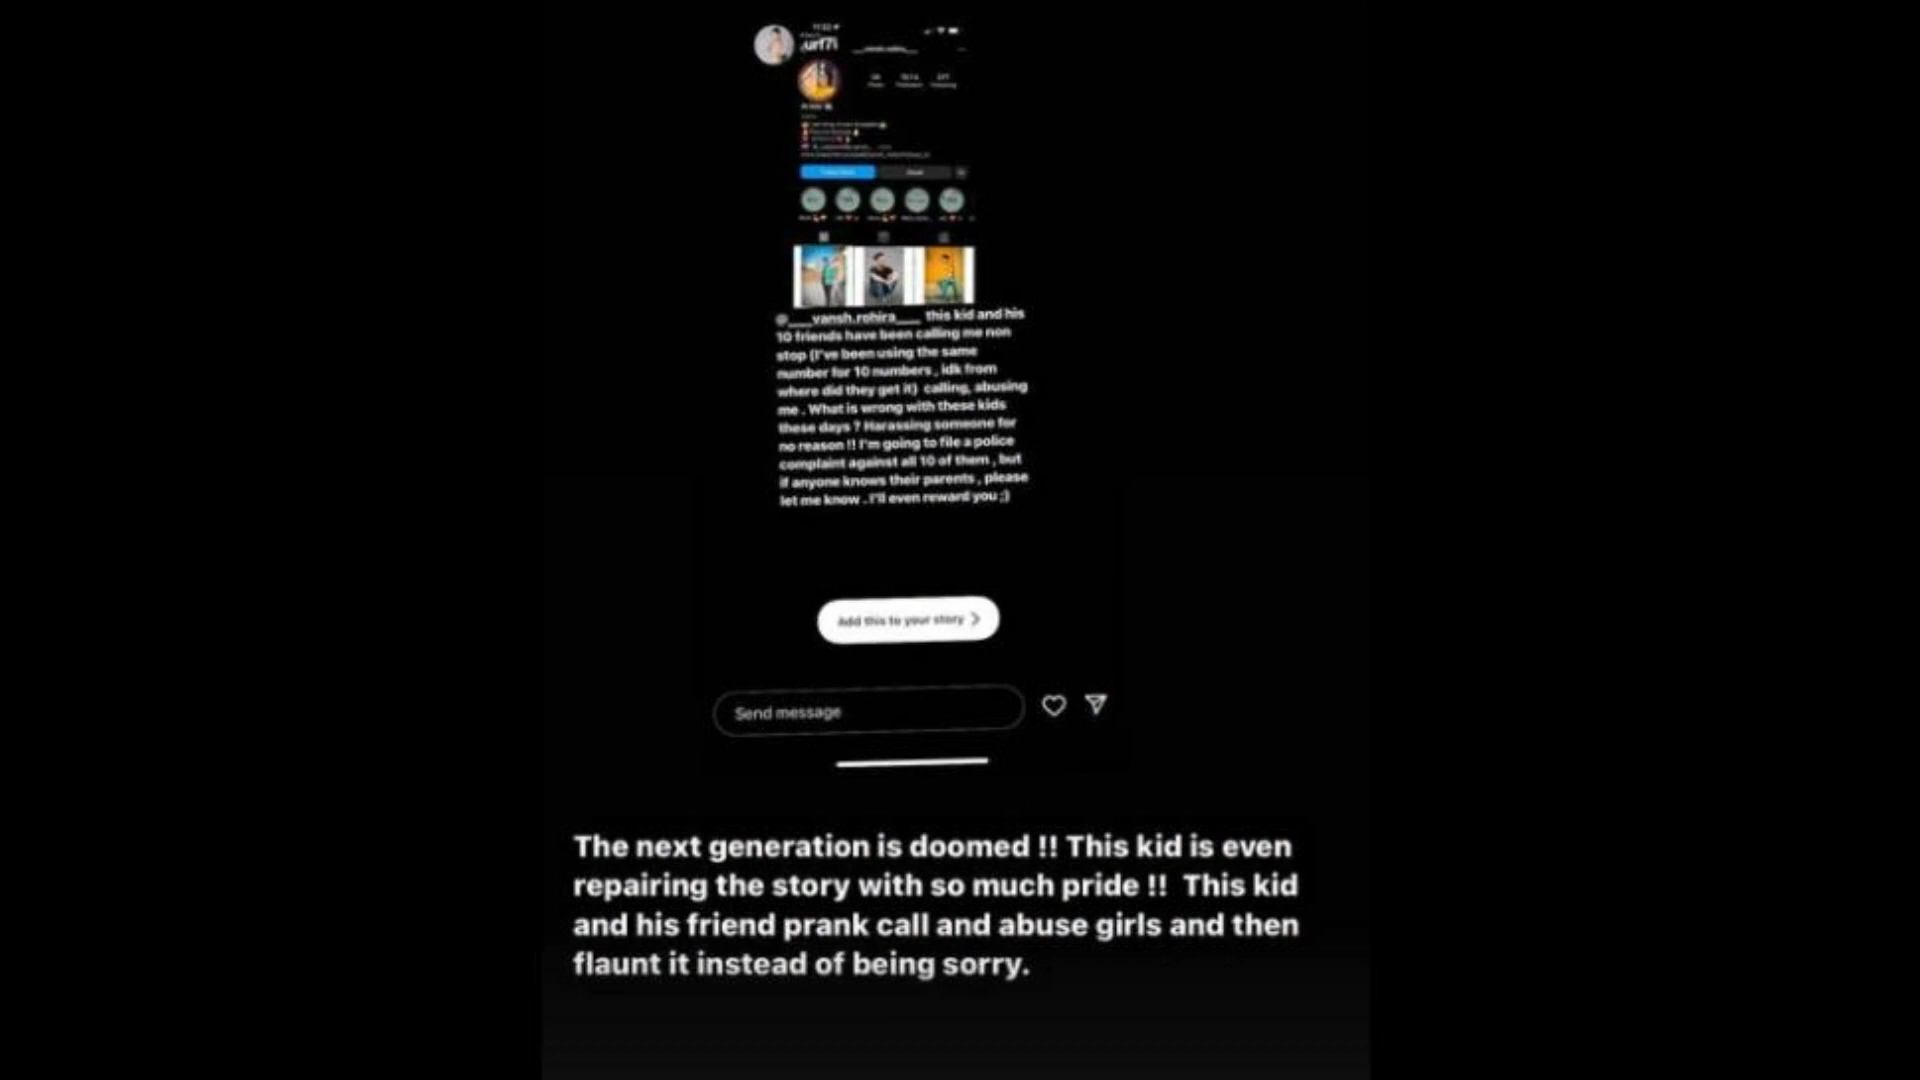 .urf7i
@___vansh.rohira___ this kid and his
10 friends have been calling me non
stop (I've been using the same
number for 10 numbers , idk from
where did they get it) calling, abusing
me . What is wrong with these kids
these days ? Harassing someone for
no reason !! I'm going to file a police
complaint against all 10 of them , but
if anyone knows their parents , please
let me know . I'll even reward you ;)
Add this to your story
Send message
The next generation is doomed !! This kid is even
repairing the story with so much pride !! This kid
and his friend prank call and abuse girls and then
flaunt it instead of being sorry.